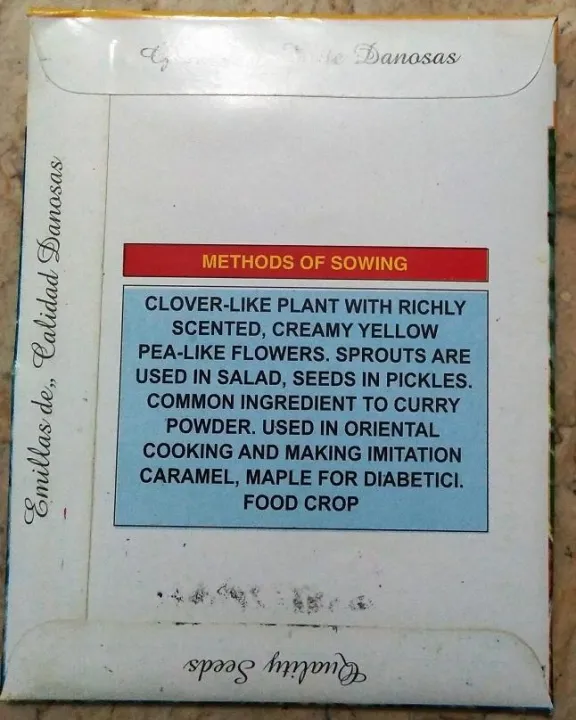 Danosas
METHODS OF SOWING
CLOVER-LIKE PLANT WITH RICHLY
SCENTED, CREAMY YELLOW
PEA-LIKE FLOWERS. SPROUTS ARE
USED IN SALAD, SEEDS IN PICKLES.
COMMON INGREDIENT TO CURRY
POWDER. USED IN ORIENTAL
COOKING AND MAKING IMITATION
CARAMEL, MAPLE FOR DIABETICI.
FOOD CROP
Emillas de,, Calidad Danosas
Quality Seeds